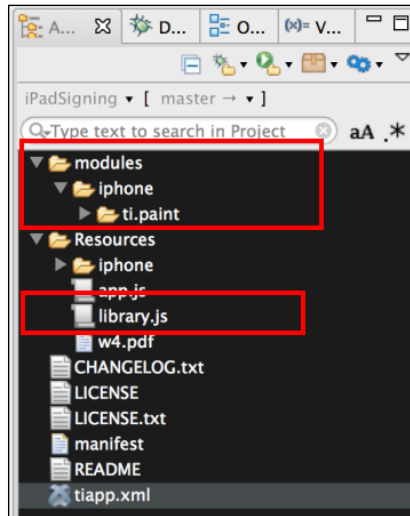 A... D... O... (x)= V...
iPadSigning ▾ [ master → ▾ ]
Type text to search in Project aA .*
modules
iphone
ti.paint
Resources
iphone
app.js
library.js
w4.pdf
CHANGELOG.txt
LICENSE
LICENSE.txt
manifest
README
tiapp.xml